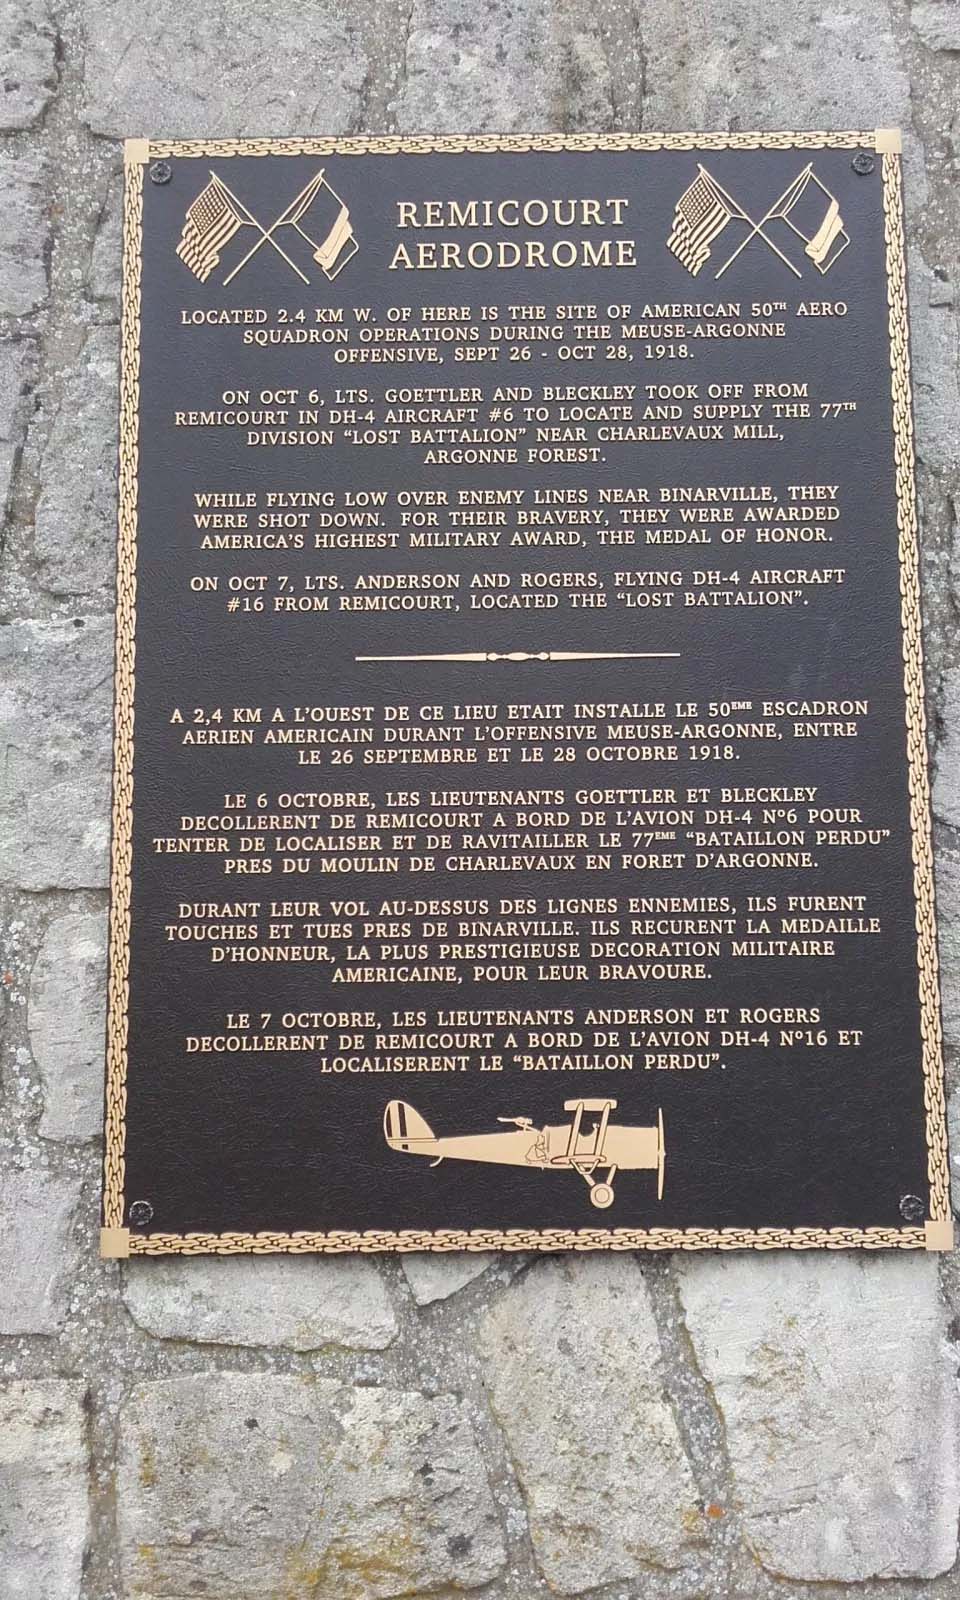 REMICOURT
AERODROME
LOCATED 2.4 KM W. OF HERE IS THE SITE OF AMERICAN 50TH AERO
SQUADRON OPERATIONS DURING THE MEUSE-ARGONNE
OFFENSIVE, SEPT 26 - OCT 28, 1918.
ON OCT 6, LTS. GOETTLER AND BLECKLEY TOOK OFF FROM
REMICOURT IN DH-4 AIRCRAFT #6 TO LOCATE AND SUPPLY THE 77TH
DIVISION “LOST BATTALION” NEAR CHARLEVAUX MILL,
ARGONNE FOREST.
WHILE FLYING LOW OVER ENEMY LINES NEAR BINARVILLE, THEY
WERE SHOT DOWN. FOR THEIR BRAVERY, THEY WERE AWARDED
AMERICA’S HIGHEST MILITARY AWARD, THE MEDAL OF HONOR.
ON OCT 7, LTS. ANDERSON AND ROGERS, FLYING DH-4 AIRCRAFT
#16 FROM REMICOURT, LOCATED THE “LOST BATTALION”.
A 2,4 KM A L’OUEST DE CE LIEU ETAIT INSTALLE LE 50EME ESCADRON
AERIEN AMERICAIN DURANT L’OFFENSIVE MEUSE-ARGONNE, ENTRE
LE 26 SEPTEMBRE ET LE 28 OCTOBRE 1918.
LE 6 OCTOBRE, LES LIEUTENANTS GOETTLER ET BLECKLEY
DECOLLERENT DE REMICOURT A BORD DE L’AVION DH-4 Nº6 POUR
TENTER DE LOCALISER ET DE RAVITAILLER LE 77EME “BATAILLON PERDU”
PRES DU MOULIN DE CHARLEVAUX EN FORET D’ARGONNE.
DURANT LEUR VOL AU-DESSUS DES LIGNES ENNEMIES, ILS FURENT
TOUCHES ET TUES PRES DE BINARVILLE. ILS RECURENT LA MEDAILLE
D’HONNEUR, LA PLUS PRESTIGIEUSE DECORATION MILITAIRE
AMERICAINE, POUR LEUR BRAVOURE.
LE 7 OCTOBRE, LES LIEUTENANTS ANDERSON ET ROGERS
DECOLLERENT DE REMICOURT A BORD DE L’AVION DH-4 Nº16 ET
LOCALISERENT LE “BATAILLON PERDU”.